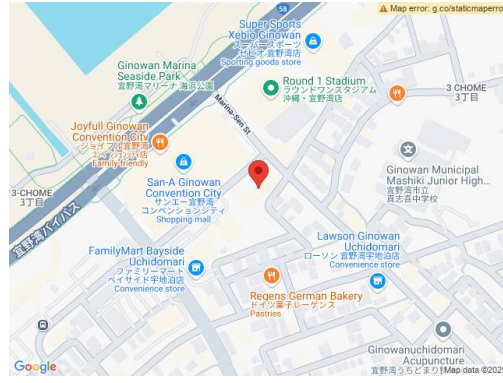 Map error: g.co/staticmaperro
58
Super Sports
Xebio Ginowan
スーパースポーツ
ゼビオ 宜野湾店
Sporting goods store
Ginowan Marina
Seaside Park
宜野湾マリーナ 海浜公園
Round 1 Stadium
ラウンドワンスタジアム
沖縄・宜野湾店
3 CHOME
3丁目
Marina-San St
Joyfull Ginowan
Convention City
ジョイフル宜野湾
コンベンション店
Family-friendly
Ginowan Municipal
Mashiki Junior High...
宜野湾市立
真志喜中学校
San-A Ginowan
Convention City
サンエー宜野湾
コンベンションシティ
Shopping mall
3-CHOME
3丁目
宜野湾バイパス
Lawson Ginowan
Uchidomari
ローソン 宜野湾宇地泊店
Convenience store
FamilyMart Bayside
Uchidomari
ファミリーマート
ベイサイド宇地泊店
Convenience store
Regens German Bakery
ドイツ菓子レーゲンス
Pastries
Ginowanuchidomari
Acupuncture
宜野湾うちどまり
Google
Map data ©202